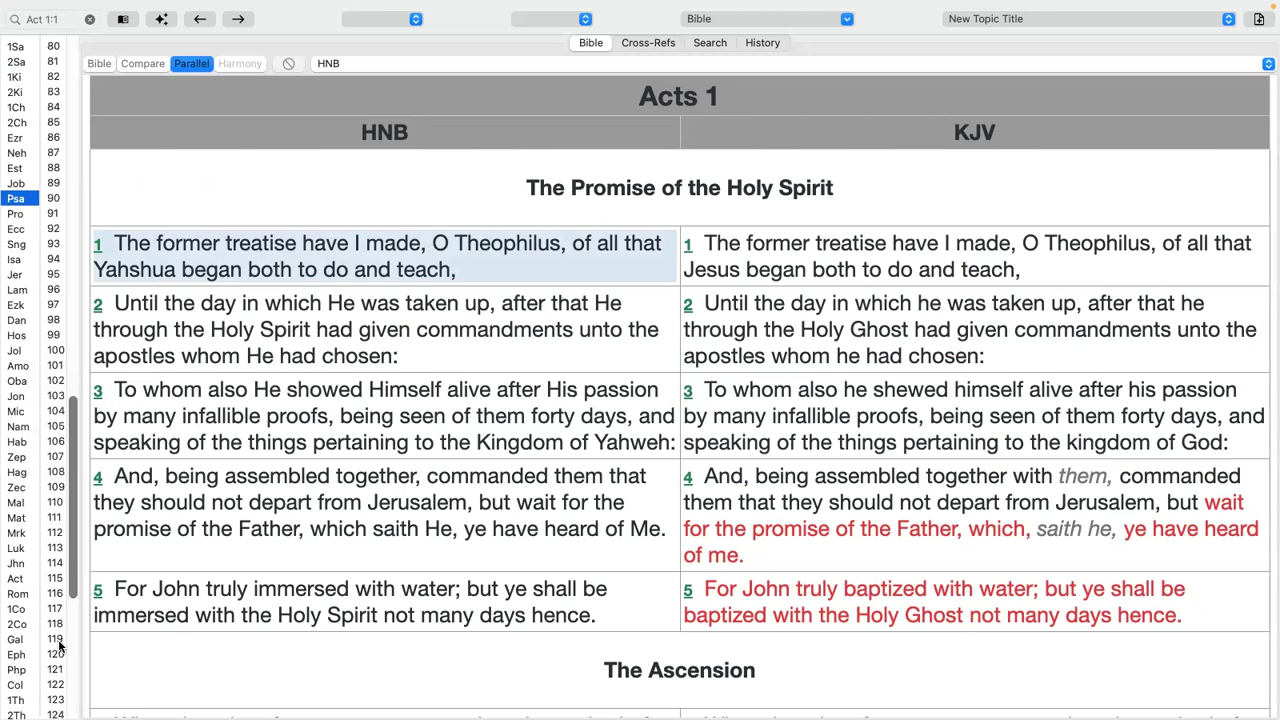 Act 1:1
Bible
New Topic Title
Bible Cross-Refs Search History
Bible Compare Parallel Harmony HNB
1Sa 80
2Sa 81
1Ki 82
2Ki 83
1Ch 84
2Ch 85
Ezr 86
Neh 87
Est 88
Job 89
Psa 90
Pro 91
Ecc 92
Sng 93
Isa 94
Jer 95
Lam 96
Ezk 97
Dan 98
Hos 99
Jol 100
Amo 101
Oba 102
Jon 103
Mic 104
Nam 105
Hab 106
Zep 107
Hag 108
Zec 109
Mal 110
Mat 111
Mrk 112
Luk 113
Jhn 114
Act 115
Rom 116
1Co 117
2Co 118
Gal 119
Eph 120
Php 121
Col 122
1Th 123
2Th 124
Acts 1
HNB KJV
The Promise of the Holy Spirit
1 The former treatise have I made, O Theophilus, of all that
Yahshua began both to do and teach,
1 The former treatise have I made, O Theophilus, of all that
Jesus began both to do and teach,
2 Until the day in which He was taken up, after that He
through the Holy Spirit had given commandments unto the
apostles whom He had chosen:
2 Until the day in which he was taken up, after that he
through the Holy Ghost had given commandments unto the
apostles whom he had chosen:
3 To whom also He showed Himself alive after His passion
by many infallible proofs, being seen of them forty days, and
speaking of the things pertaining to the Kingdom of Yahweh:
3 To whom also he shewed himself alive after his passion
by many infallible proofs, being seen of them forty days, and
speaking of the things pertaining to the kingdom of God:
4 And, being assembled together, commanded them that
they should not depart from Jerusalem, but wait for the
promise of the Father, which saith He, ye have heard of Me.
4 And, being assembled together with them, commanded
them that they should not depart from Jerusalem, but wait
for the promise of the Father, which, saith he, ye have heard
of me.
5 For John truly immersed with water; but ye shall be
immersed with the Holy Spirit not many days hence.
5 For John truly baptized with water; but ye shall be
baptized with the Holy Ghost not many days hence.
The Ascension